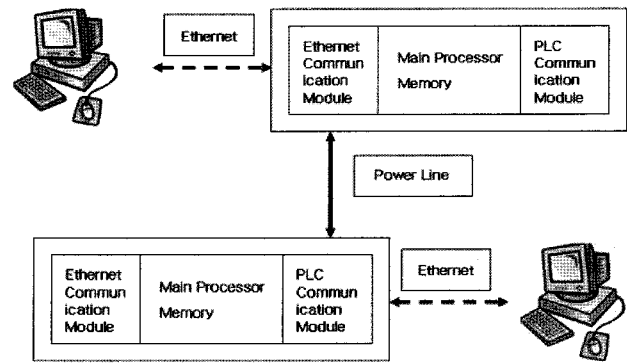 Ethernet
Ethernet
Commun
ication
Module
Main Processor
Memory
PLC
Commun
ication
Module
Power Line
Ethernet
Commun
ication
Module
Main Processor
Memory
PLC
Commun
ication
Module
Ethernet